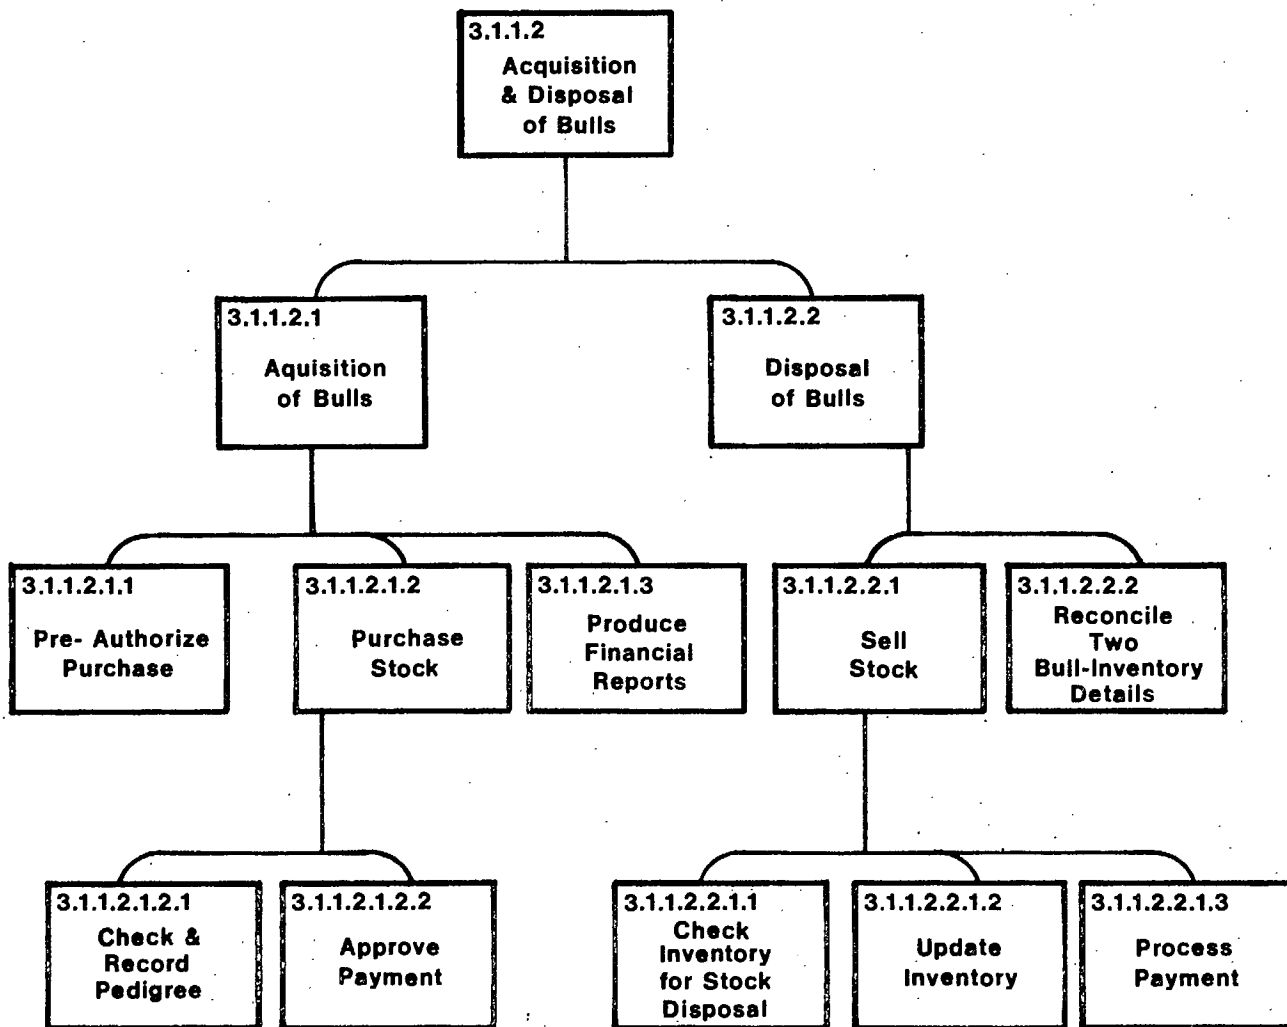 3.1.1.2
Acquisition
& Disposal
of Bulls
3.1.1.2.1
Aquisition
of Bulls
3.1.1.2.2
Disposal
of Bulls
3.1.1.2.1.1
Pre- Authorize
Purchase
3.1.1.2.1.2
Purchase
Stock
3.1.1.2.1.3
Produce
Financial
Reports
3.1.1.2.2.1
Sell
Stock
3.1.1.2.2.2
Reconcile
Two
Bull-Inventory
Details
3.1.1.2.1.2.1
Check &
Record
Pedigree
3.1.1.2.1.2.2
Approve
Payment
3.1.1.2.2.1.1
Check
Inventory
for Stock
Disposal
3.1.1.2.2.1.2
Update
Inventory
3.1.1.2.2.1.3
Process
Payment